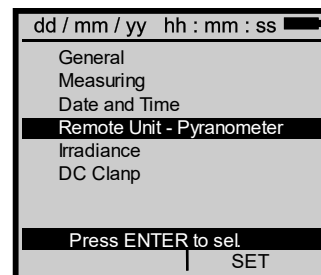 dd / mm / yy hh : mm : ss
General
Measuring
Date and Time
Remote Unit - Pyranometer
Irradiance
DC Clanp
Press ENTER to sel.
SET